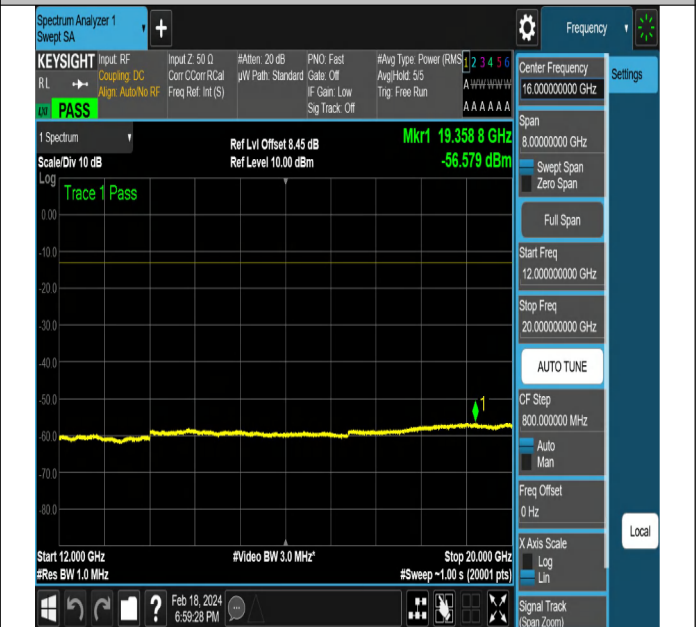 Spectrum Analyzer 1
Swept SA
+
Frequency
KEYSIGHT
RL
PASS
Input: RF
Coupling: DC
Align: Auto/No RF
Input Z: 50 Ω
Corr CCorr RCal
Freq Ref: Int (S)
#Atten: 20 dB
µW Path: Standard
PNO: Fast
Gate: Off
IF Gain: Low
Sig Track: Off
#Avg Type: Power (RMS
Avg|Hold: 5/5
Trig: Free Run
1 2 3 4 5 6
A W W W W W
A A A A A A
Center Frequency
16.000000000 GHz
Settings
1 Spectrum
Scale/Div 10 dB
Ref Lvl Offset 8.45 dB
Ref Level 10.00 dBm
Mkr1 19.358 8 GHz
-56.579 dBm
Span
8.00000000 GHz
Swept Span
Zero Span
Full Span
Start Freq
12.000000000 GHz
Stop Freq
20.000000000 GHz
AUTO TUNE
CF Step
800.000000 MHz
Auto
Man
Freq Offset
0 Hz
X Axis Scale
Log
Lin
Signal Track
(Span Zoom)
Local
Log
Trace 1 Pass
0.00
-10.0
-20.0
-30.0
-40.0
-50.0
-60.0
-70.0
-80.0
1
Start 12.000 GHz
#Res BW 1.0 MHz
#Video BW 3.0 MHz*
Stop 20.000 GHz
#Sweep ~1.00 s (20001 pts)
?
Feb 18, 2024
6:59:28 PM